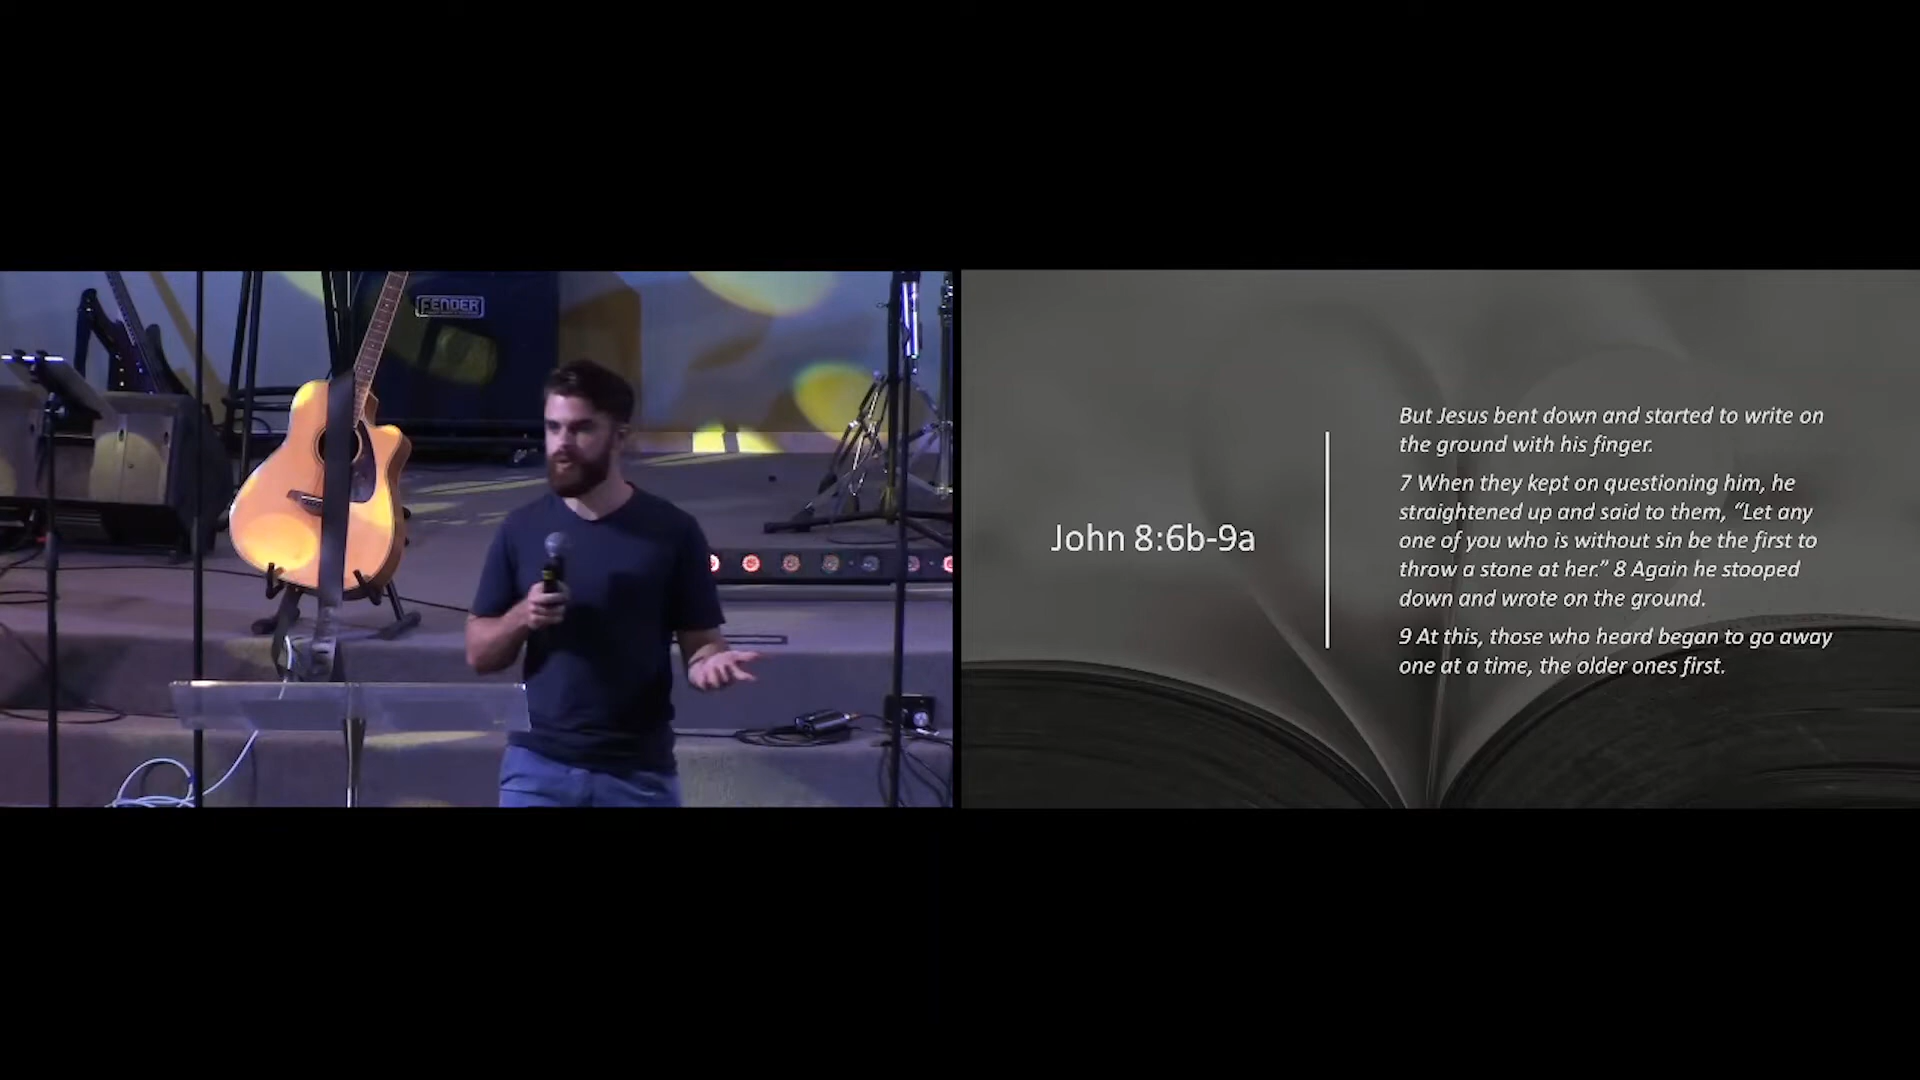 FENDER
John 8:6b-9a
But Jesus bent down and started to write on
the ground with his finger.
7 When they kept on questioning him, he
straightened up and said to them, “Let any
one of you who is without sin be the first to
throw a stone at her.” 8 Again he stooped
down and wrote on the ground.
9 At this, those who heard began to go away
one at a time, the older ones first.